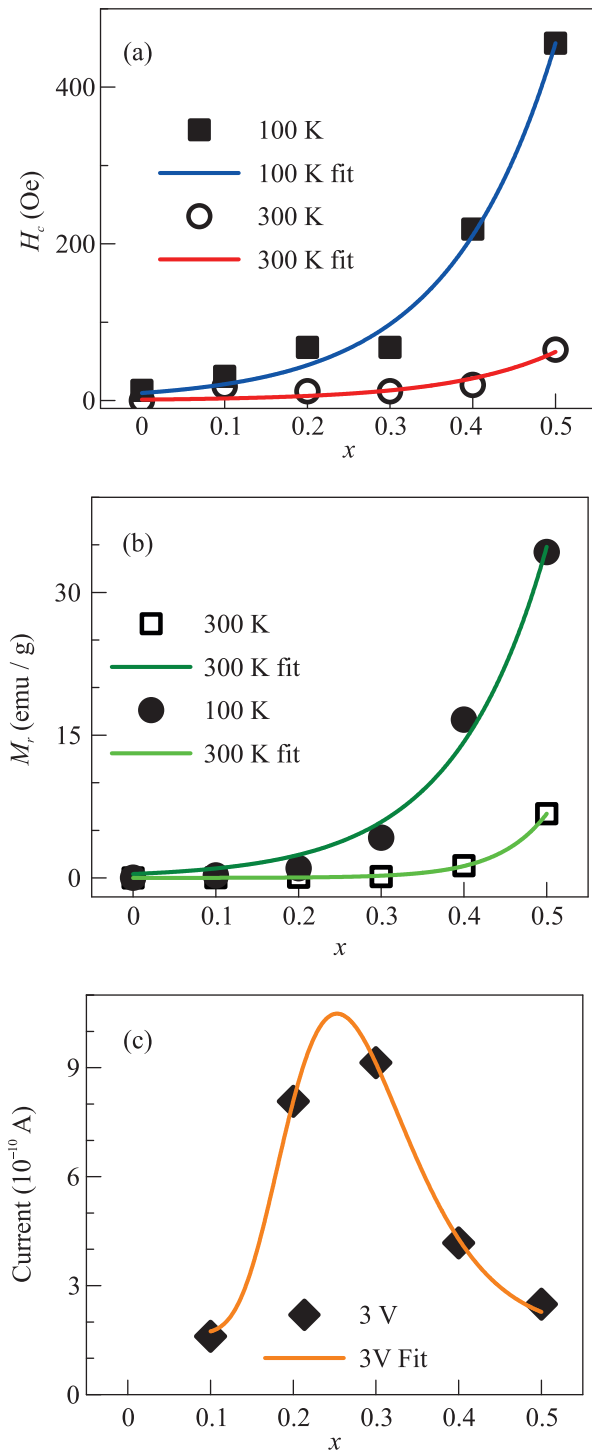 (a)
400
200
0
H_c (Oe)
100 K
100 K fit
300 K
300 K fit
0 0.1 0.2 0.3 0.4 0.5
x
(b)
30
15
0
M_r (emu / g)
300 K
300 K fit
100 K
300 K fit
0 0.1 0.2 0.3 0.4 0.5
x
(c)
9
6
3
0
Current (10⁻¹⁰ A)
3 V
3V Fit
0 0.1 0.2 0.3 0.4 0.5
x